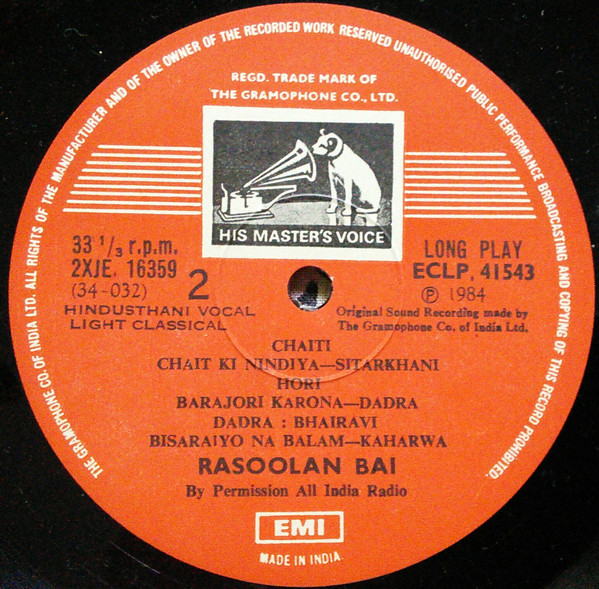 THE GRAMOPHONE CO. OF INDIA LTD. ALL RIGHTS OF THE MANUFACTURER AND OF THE OWNER OF THE RECORDED WORK RESERVED UNAUTHORISED PUBLIC PERFORMANCE BROADCASTING AND COPYING OF THIS RECORD PROHIBITED.
REGD. TRADE MARK OF
THE GRAMOPHONE CO., LTD.
HIS MASTER'S VOICE
33 1/3 r.p.m.
2XJE. 16359
(34-032) 2
HINDUSTHANI VOCAL
LIGHT CLASSICAL
LONG PLAY
ECLP. 41543
℗ 1984
Original Sound Recording made by
The Gramophone Co. of India Ltd.
CHAITI
CHAIT KI NINDIYA—SITARKHANI
HORI
BARAJORI KARONA—DADRA
DADRA : BHAIRAVI
BISARAIYO NA BALAM—KAHARWA
RASOOLAN BAI
By Permission All India Radio
EMI
MADE IN INDIA.